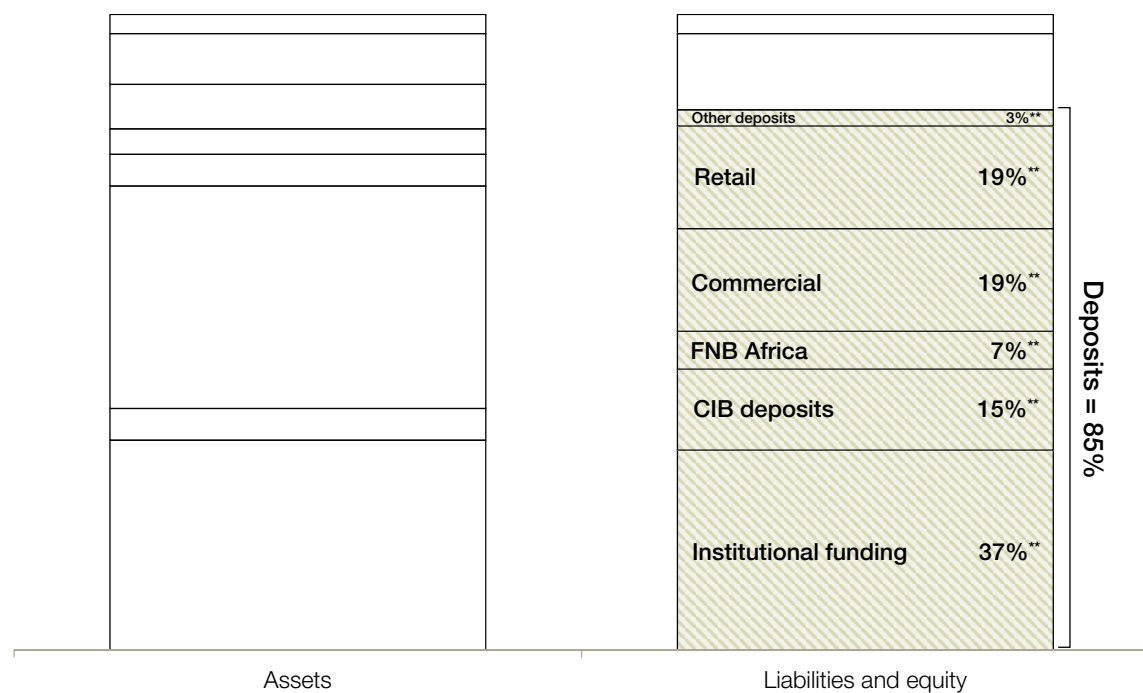 Other deposits 3%**
Retail 19%**
Commercial 19%**
FNB Africa 7%**
CIB deposits 15%**
Institutional funding 37%**
Deposits = 85%
Assets
Liabilities and equity